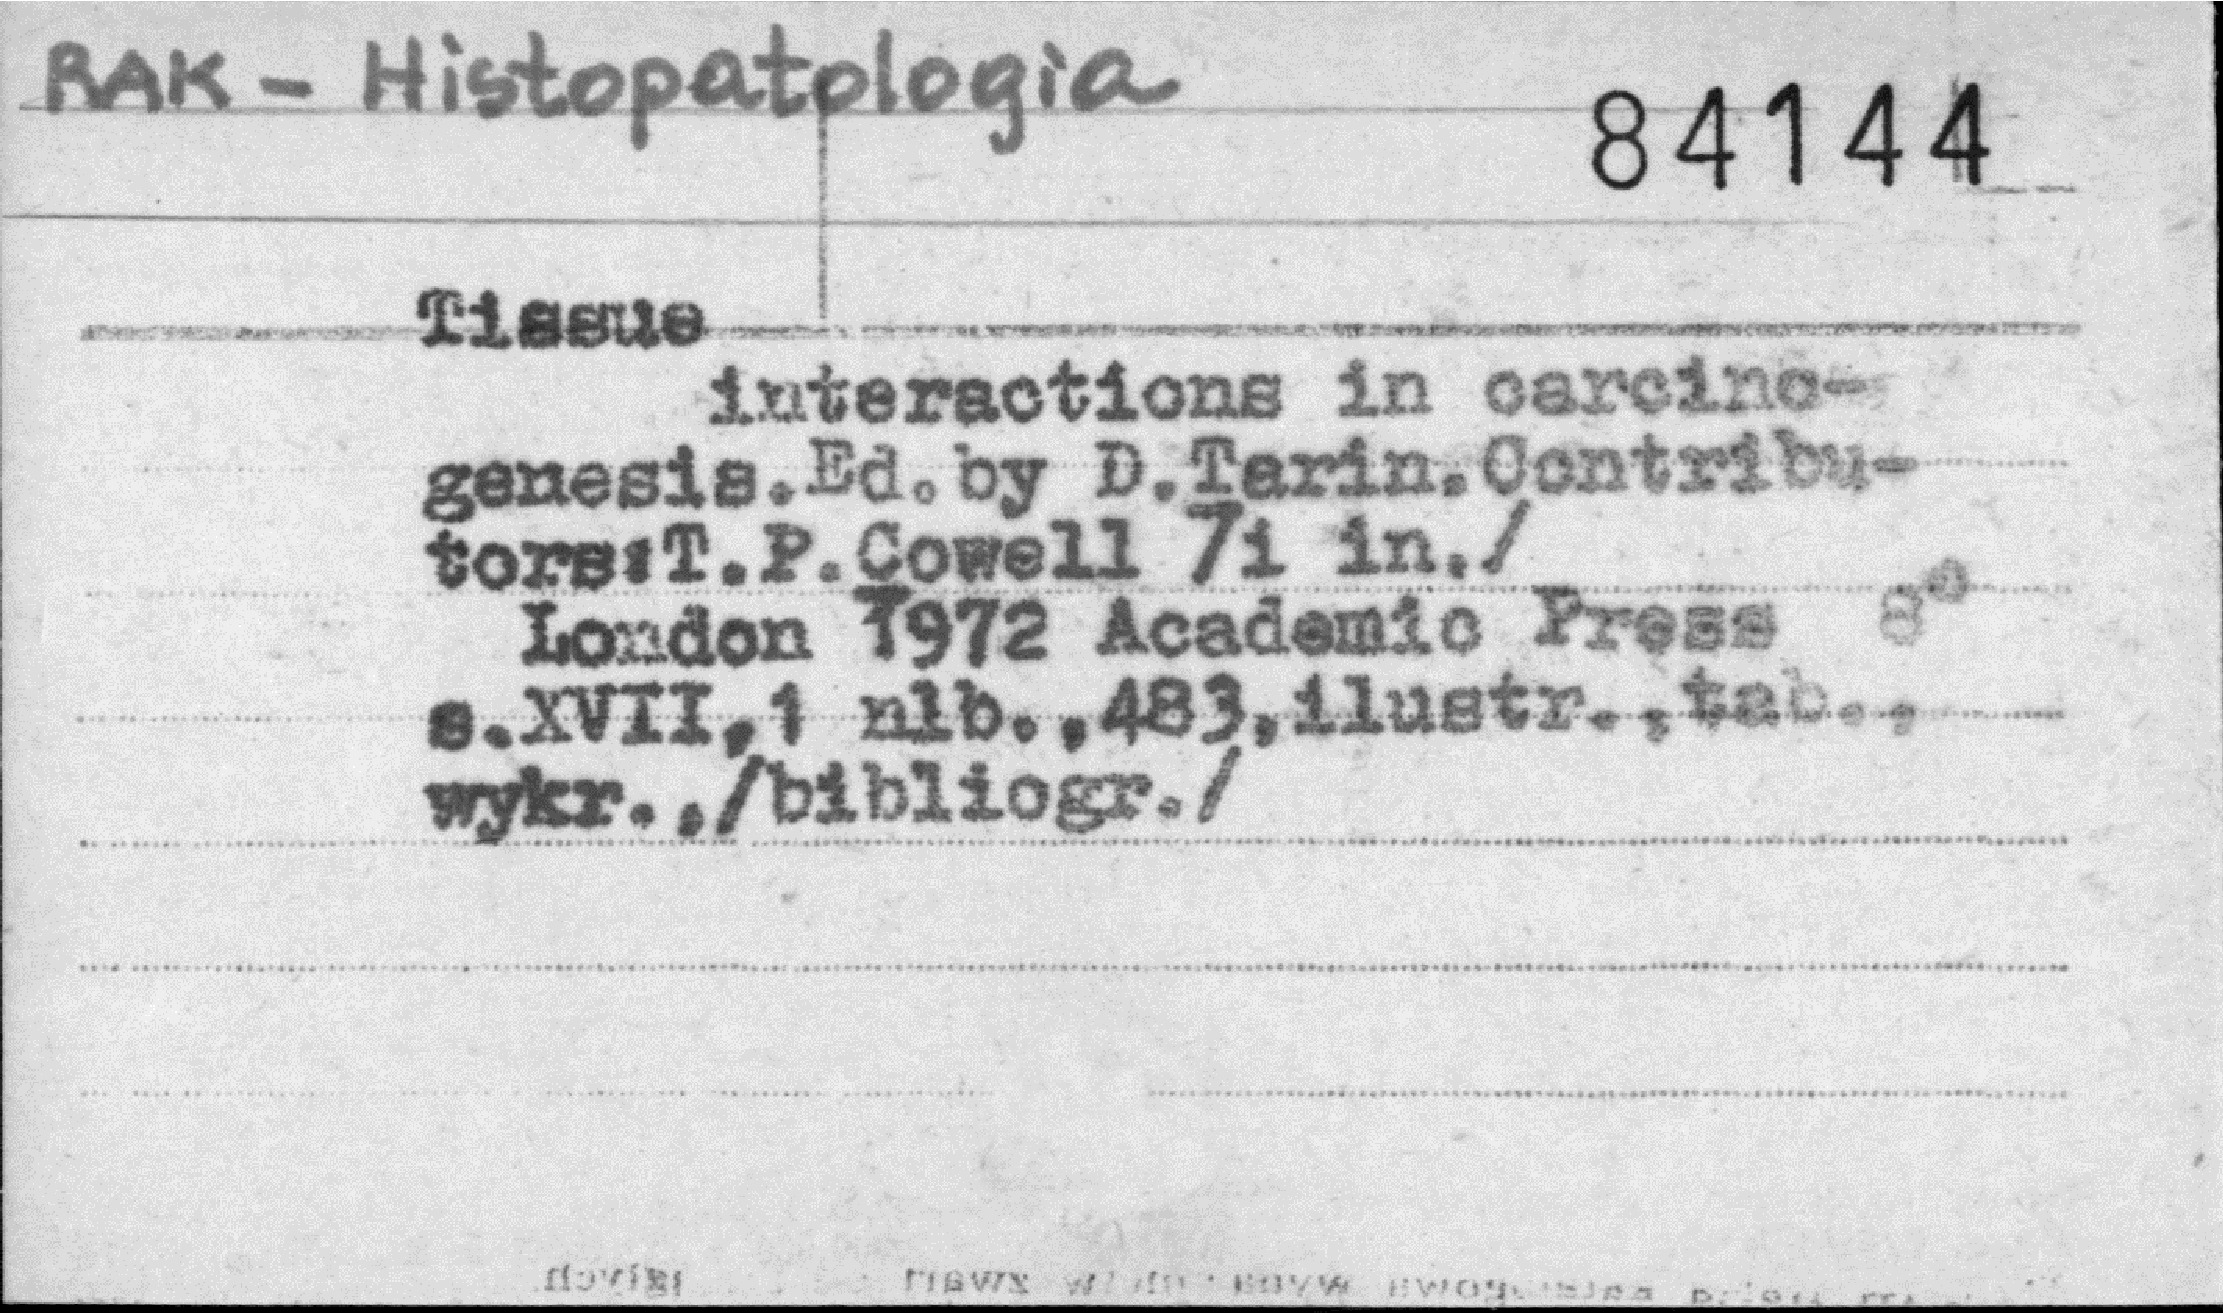 RAK - Histopatologia
84144
Tissue
interactions in carcino-
genesis.Ed.by D.Tarin.Contribu-
tors:T.P.Cowell /i in./
London 1972 Academic Press 8°
s.XVII,1 nlb.,483,ilustr.,tab.,
wykr.,/bibliogr./